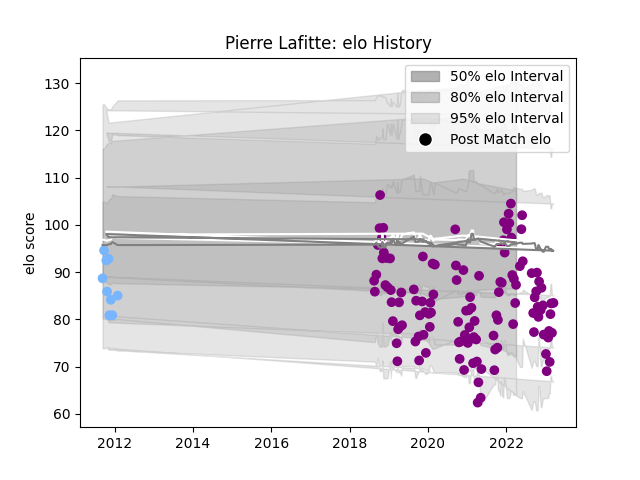 Pierre Lafitte: elo History
50% elo Interval
80% elo Interval
95% elo Interval
Post Match elo
elo score
130
120
110
100
90
80
70
60
2012
2014
2016
2018
2020
2022